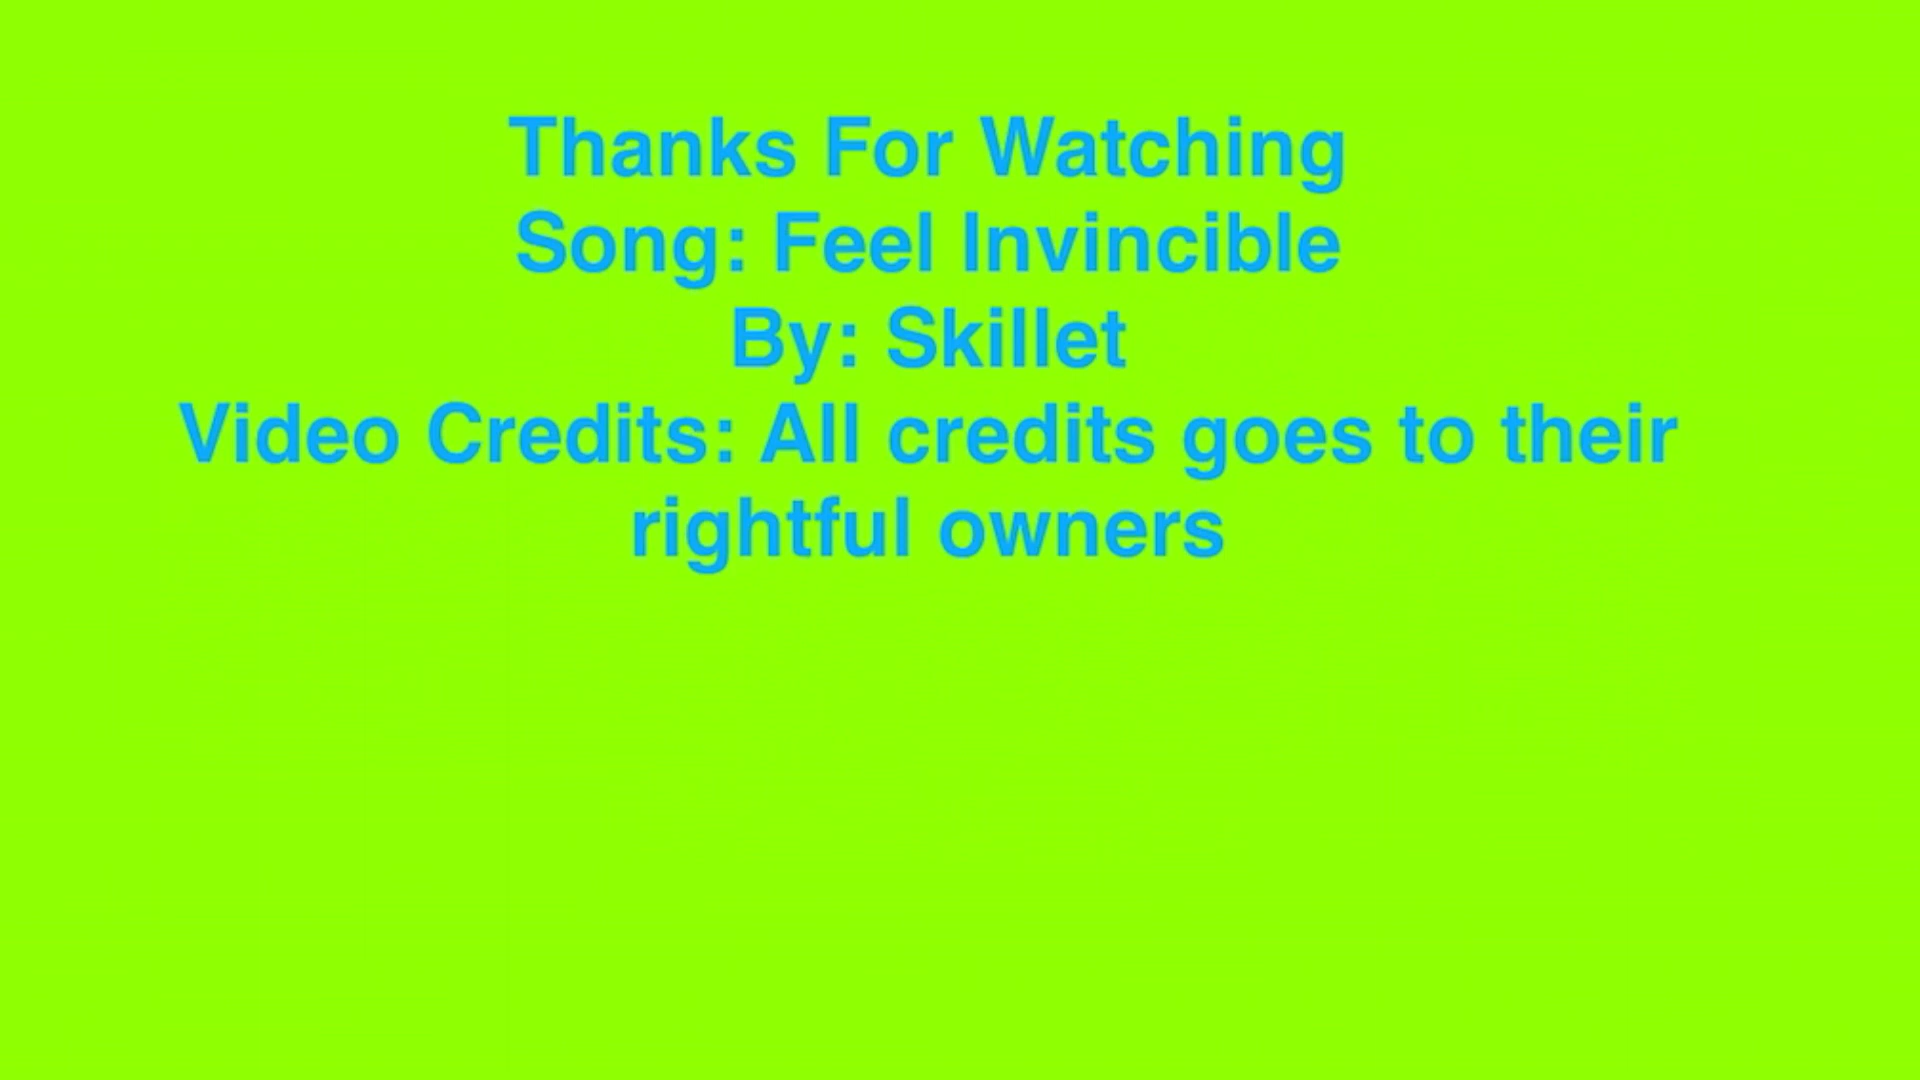 Thanks For Watching
Song: Feel Invincible
By: Skillet
Video Credits: All credits goes to their
rightful owners